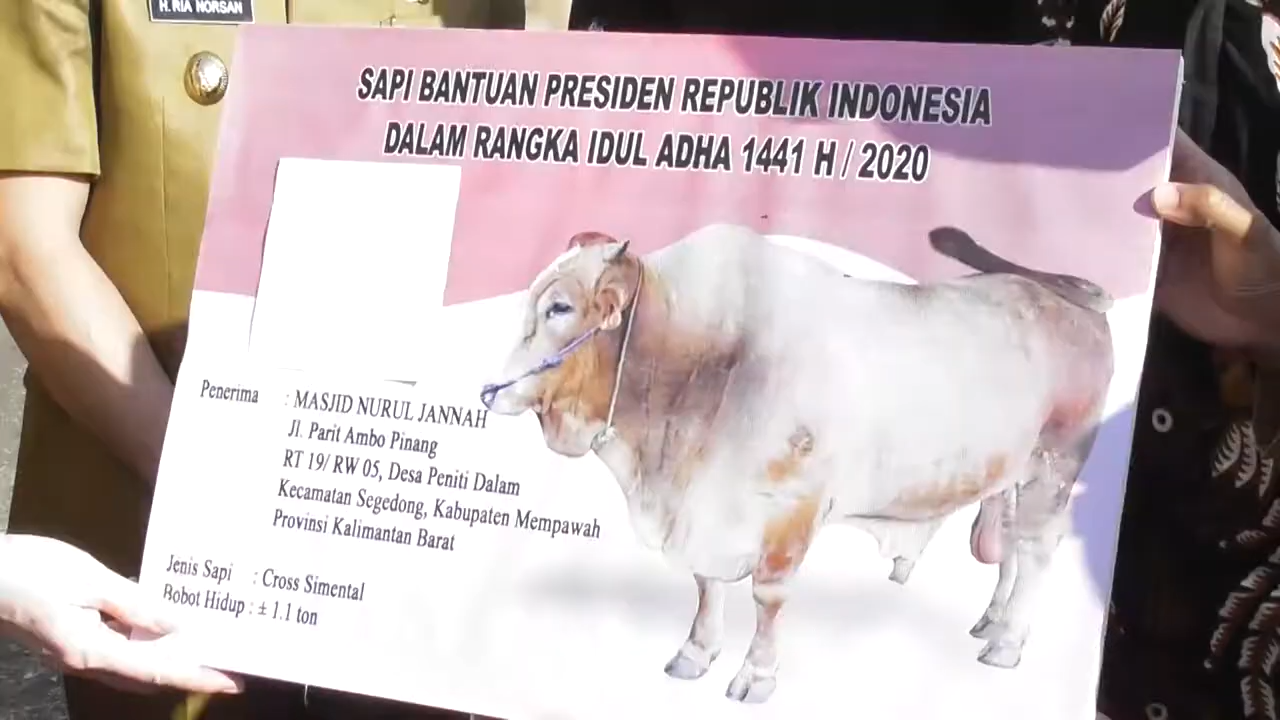 H. RIA NORSAN
SAPI BANTUAN PRESIDEN REPUBLIK INDONESIA
DALAM RANGKA IDUL ADHA 1441 H / 2020
Penerima : MASJID NURUL JANNAH
Jl. Parit Ambo Pinang
RT 19/ RW 05, Desa Peniti Dalam
Kecamatan Segedong, Kabupaten Mempawah
Provinsi Kalimantan Barat
Jenis Sapi : Cross Simental
Bobot Hidup : ± 1.1 ton